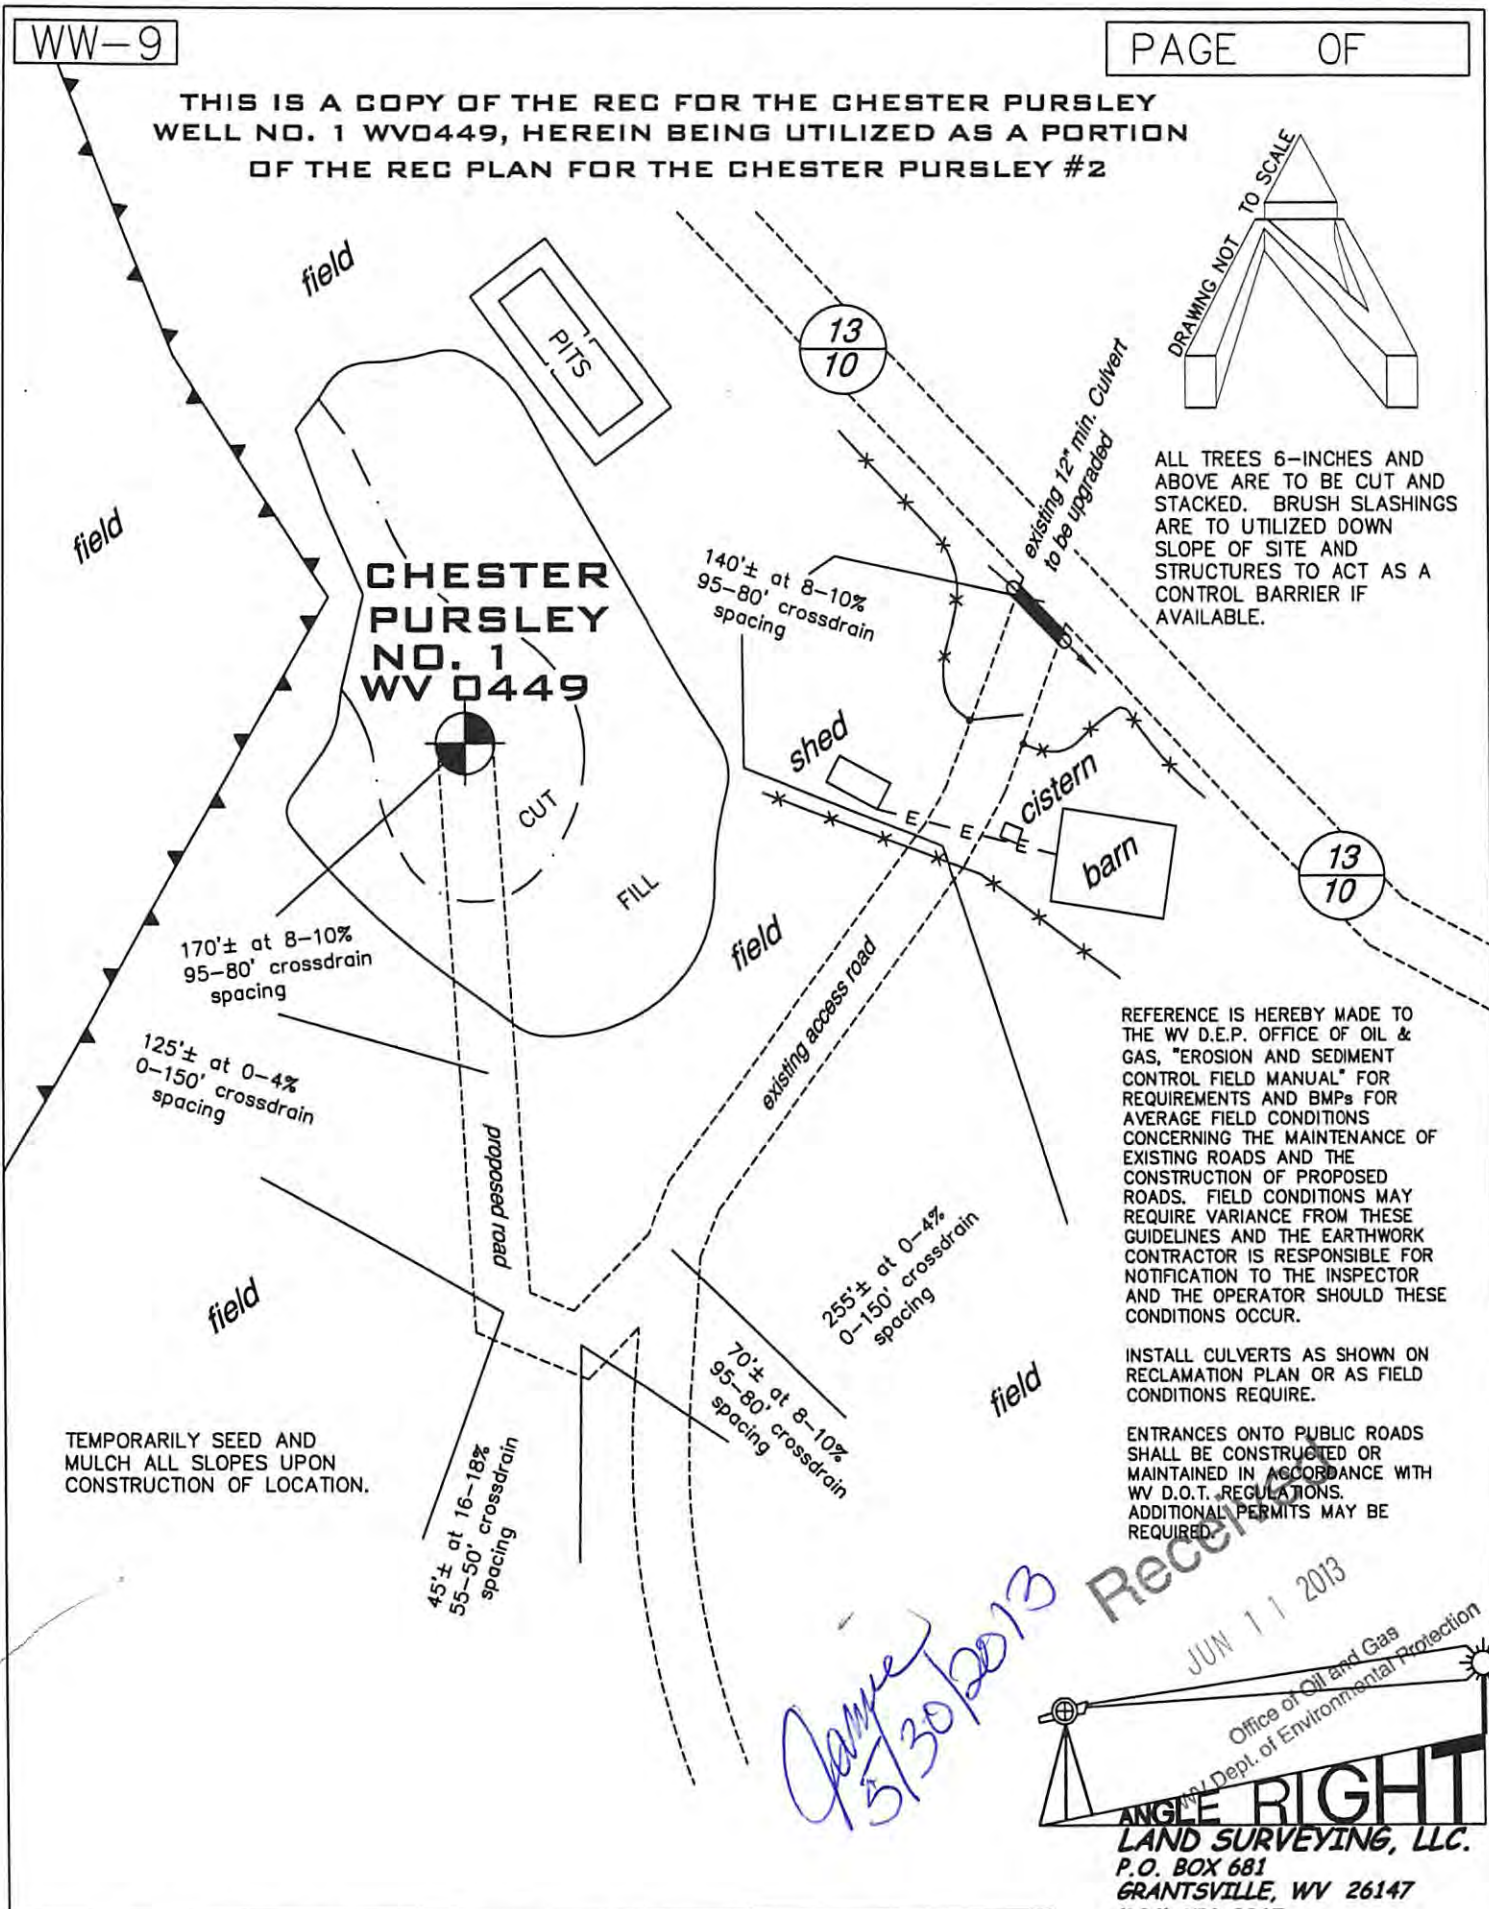 WW-9
PAGE OF
THIS IS A COPY OF THE REC FOR THE CHESTER PURSLEY
WELL NO. 1 WV0449, HEREIN BEING UTILIZED AS A PORTION
OF THE REC PLAN FOR THE CHESTER PURSLEY #2
DRAWING NOT TO SCALE
field
PITS
13
10
existing 12" min. Culvert
to be upgraded
ALL TREES 6-INCHES AND
ABOVE ARE TO BE CUT AND
STACKED. BRUSH SLASHINGS
ARE TO UTILIZED DOWN
SLOPE OF SITE AND
STRUCTURES TO ACT AS A
CONTROL BARRIER IF
AVAILABLE.
field
CHESTER
PURSLEY
NO. 1
WV 0449
140'± at 8-10%
95-80' crossdrain
spacing
shed
cistern
E
E
E
barn
13
10
CUT
FILL
field
170'± at 8-10%
95-80' crossdrain
spacing
125'± at 0-4%
0-150' crossdrain
spacing
existing access road
proposed road
REFERENCE IS HEREBY MADE TO
THE WV D.E.P. OFFICE OF OIL &
GAS, "EROSION AND SEDIMENT
CONTROL FIELD MANUAL" FOR
REQUIREMENTS AND BMPs FOR
AVERAGE FIELD CONDITIONS
CONCERNING THE MAINTENANCE OF
EXISTING ROADS AND THE
CONSTRUCTION OF PROPOSED
ROADS. FIELD CONDITIONS MAY
REQUIRE VARIANCE FROM THESE
GUIDELINES AND THE EARTHWORK
CONTRACTOR IS RESPONSIBLE FOR
NOTIFICATION TO THE INSPECTOR
AND THE OPERATOR SHOULD THESE
CONDITIONS OCCUR.
INSTALL CULVERTS AS SHOWN ON
RECLAMATION PLAN OR AS FIELD
CONDITIONS REQUIRE.
ENTRANCES ONTO PUBLIC ROADS
SHALL BE CONSTRUCTED OR
MAINTAINED IN ACCORDANCE WITH
WV D.O.T. REGULATIONS.
ADDITIONAL PERMITS MAY BE
REQUIRED.
field
255'± at 0-4%
0-150' crossdrain
spacing
70'± at 8-10%
95-80' crossdrain
spacing
field
TEMPORARILY SEED AND
MULCH ALL SLOPES UPON
CONSTRUCTION OF LOCATION.
45'± at 16-18%
55-50' crossdrain
spacing
5/30/2013
Received
JUN 11 2013
Office of Oil and Gas
WV Dept. of Environmental Protection
ANGLE RIGHT
LAND SURVEYING, LLC.
P.O. BOX 681
GRANTSVILLE, WV 26147